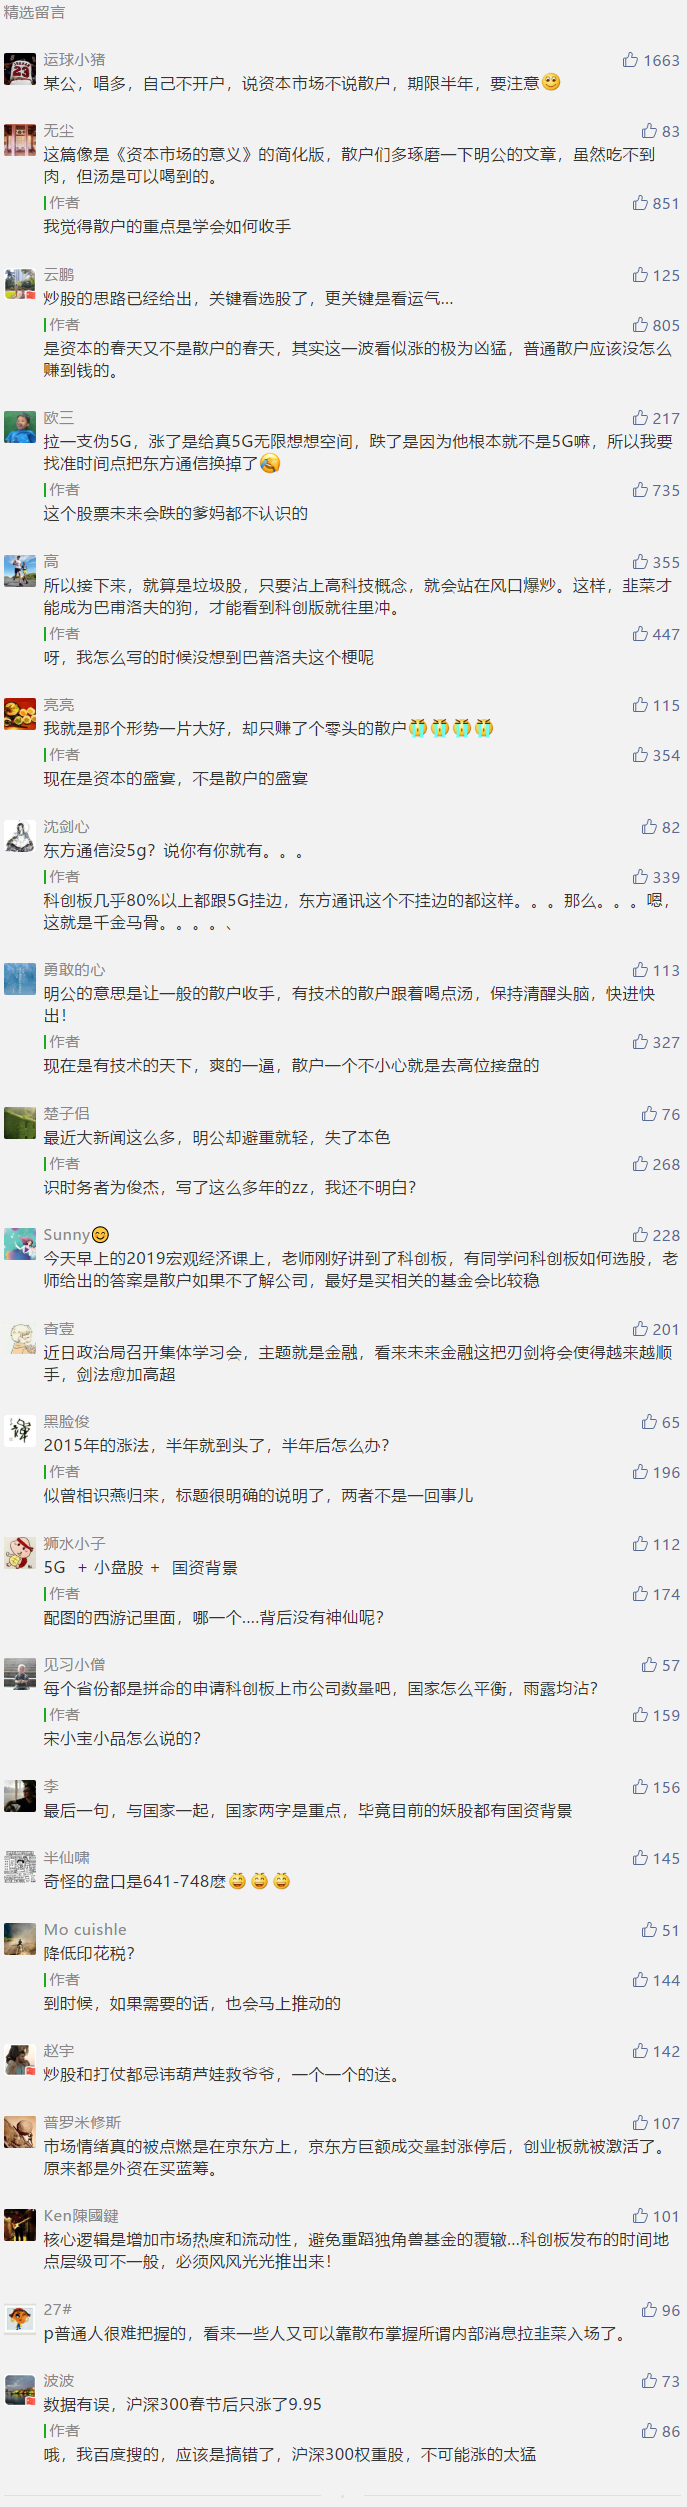 精选留言
运球小猪 1663
某公，唱多，自己不开户，说资本市场不说散户，期限半年，要注意
无尘 83
这篇像是《资本市场的意义》的简化版，散户们多琢磨一下明公的文章，虽然吃不到
肉，但汤是可以喝到的。
作者 851
我觉得散户的重点是学会如何收手
云鹏 125
炒股的思路已经给出，关键看选股了，更关键是看运气...
作者 805
是资本的春天又不是散户的春天，其实这一波看似涨的极为凶猛，普通散户应该没怎么
赚到钱的。
欧三 217
拉一支伪5G，涨了是给真5G无限想想空间，跌了是因为他根本就不是5G嘛，所以我要
找准时间点把东方通信换掉了
作者 735
这个股票未来会跌的爹妈都不认识的
高 355
所以接下来，就算是垃圾股，只要沾上高科技概念，就会站在风口爆炒。这样，韭菜才
能成为巴甫洛夫的狗，才能看到科创版就往里冲。
作者 447
呀，我怎么写的时候没想到巴普洛夫这个梗呢
亮亮 115
我就是那个形势一片大好，却只赚了个零头的散户
作者 354
现在是资本的盛宴，不是散户的盛宴
沈剑心 82
东方通信没5g？说你有你就有。。。
作者 339
科创板几乎80%以上都跟5G挂边，东方通讯这个不挂边的都这样。。。那么。。。嗯，
这就是千金马骨。。。。、
勇敢的心 113
明公的意思是让一般的散户收手，有技术的散户跟着喝点汤，保持清醒头脑，快进快
出！
作者 327
现在是有技术的天下，爽的一逼，散户一个不小心就是去高位接盘的
楚子侣 76
最近大新闻这么多，明公却避重就轻，失了本色
作者 268
识时务者为俊杰，写了这么多年的zz，我还不明白？
Sunny 228
今天早上的2019宏观经济课上，老师刚好讲到了科创板，有同学问科创板如何选股，老
师给出的答案是散户如果不了解公司，最好是买相关的基金会比较稳
杳壹 201
近日政治局召开集体学习会，主题就是金融，看来未来金融这把刃剑将会使得越来越顺
手，剑法愈加高超
黑脸俊 65
2015年的涨法，半年就到头了，半年后怎么办？
作者 196
似曾相识燕归来，标题很明确的说明了，两者不是一回事儿
狮水小子 112
5G  + 小盘股 +  国资背景
作者 174
配图的西游记里面，哪一个....背后没有神仙呢？
见习小僧 57
每个省份都是拼命的申请科创板上市公司数量吧，国家怎么平衡，雨露均沾？
作者 159
宋小宝小品怎么说的？
李 156
最后一句，与国家一起，国家两字是重点，毕竟目前的妖股都有国资背景
半仙啸 145
奇怪的盘口是641-748麽
Mo cuishle 51
降低印花税？
作者 144
到时候，如果需要的话，也会马上推动的
赵宇 142
炒股和打仗都忌讳葫芦娃救爷爷，一个一个的送。
普罗米修斯 107
市场情绪真的被点燃是在京东方上，京东方巨额成交量封涨停后，创业板就被激活了。
原来都是外资在买蓝筹。
Ken陳國鍵 101
核心逻辑是增加市场热度和流动性，避免重蹈独角兽基金的覆辙...科创板发布的时间地
点层级可不一般，必须风风光光推出来！
27# 96
p普通人很难把握的，看来一些人又可以靠散布掌握所谓内部消息拉韭菜入场了。
波波 73
数据有误，沪深300春节后只涨了9.95
作者 86
哦，我百度搜的，应该是搞错了，沪深300权重股，不可能涨的太猛